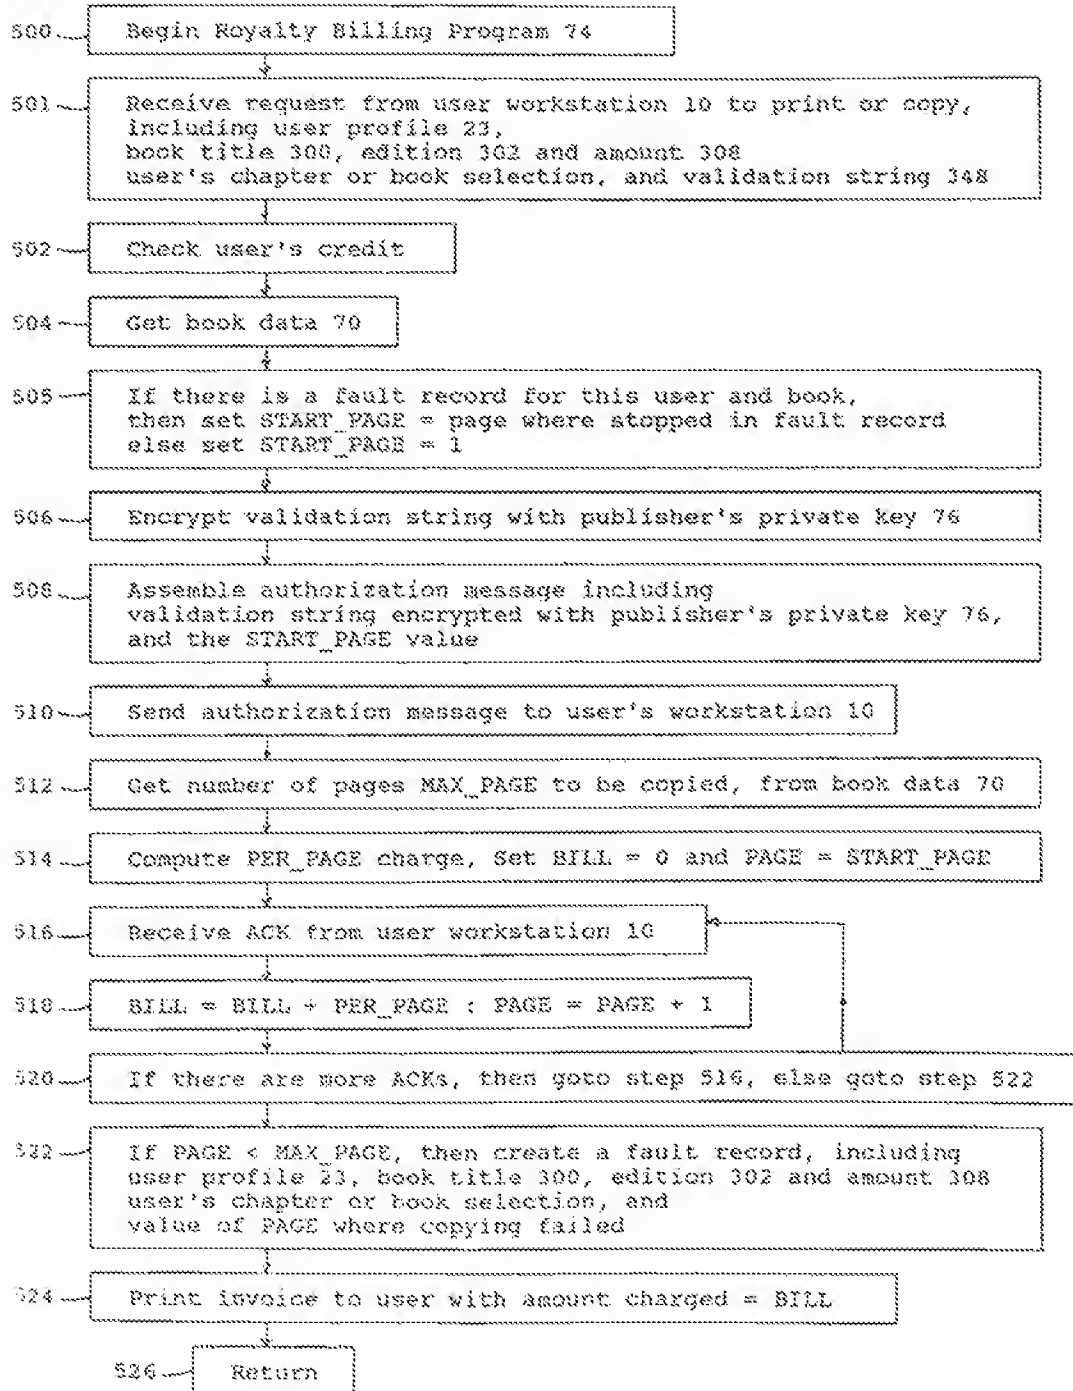 500 Begin Royalty Billing Program 74
501 Receive request from user workstation 10 to print or copy,
including user profile 23,
book title 300, edition 302 and amount 308
user's chapter or book selection, and validation string 348
502 Check user's credit
504 Get book data 70
505 If there is a fault record for this user and book,
then set START_PAGE = page where stopped in fault record
else set START_PAGE = 1
506 Encrypt validation string with publisher's private key 76
508 Assemble authorization message including
validation string encrypted with publisher's private key 76,
and the START_PAGE value
510 Send authorization message to user's workstation 10
512 Get number of pages MAX_PAGE to be copied, from book data 70
514 Compute PER_PAGE charge, Set BILL = 0 and PAGE = START_PAGE
516 Receive ACK from user workstation 10
518 BILL = BILL + PER_PAGE : PAGE = PAGE + 1
520 If there are more ACKs, then goto step 516, else goto step 522
522 If PAGE < MAX_PAGE, then create a fault record, including
user profile 23, book title 300, edition 302 and amount 308
user's chapter or book selection, and
value of PAGE where copying failed
524 Print invoice to user with amount charged = BILL
526 Return